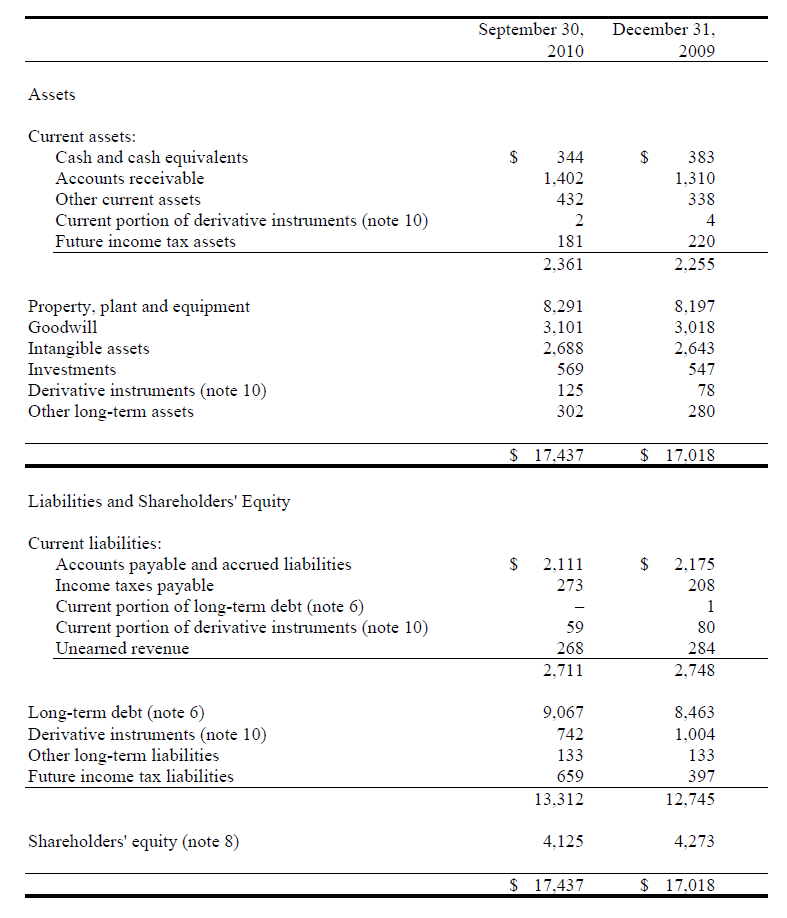 September 30, December 31,
2010 2009
Assets
Current assets:
Cash and cash equivalents $ 344 $ 383
Accounts receivable 1,402 1,310
Other current assets 432 338
Current portion of derivative instruments (note 10) 2 4
Future income tax assets 181 220
2,361 2,255
Property, plant and equipment 8,291 8,197
Goodwill 3,101 3,018
Intangible assets 2,688 2,643
Investments 569 547
Derivative instruments (note 10) 125 78
Other long-term assets 302 280
$ 17,437 $ 17,018
Liabilities and Shareholders' Equity
Current liabilities:
Accounts payable and accrued liabilities $ 2,111 $ 2,175
Income taxes payable 273 208
Current portion of long-term debt (note 6) – 1
Current portion of derivative instruments (note 10) 59 80
Unearned revenue 268 284
2,711 2,748
Long-term debt (note 6) 9,067 8,463
Derivative instruments (note 10) 742 1,004
Other long-term liabilities 133 133
Future income tax liabilities 659 397
13,312 12,745
Shareholders' equity (note 8) 4,125 4,273
$ 17,437 $ 17,018